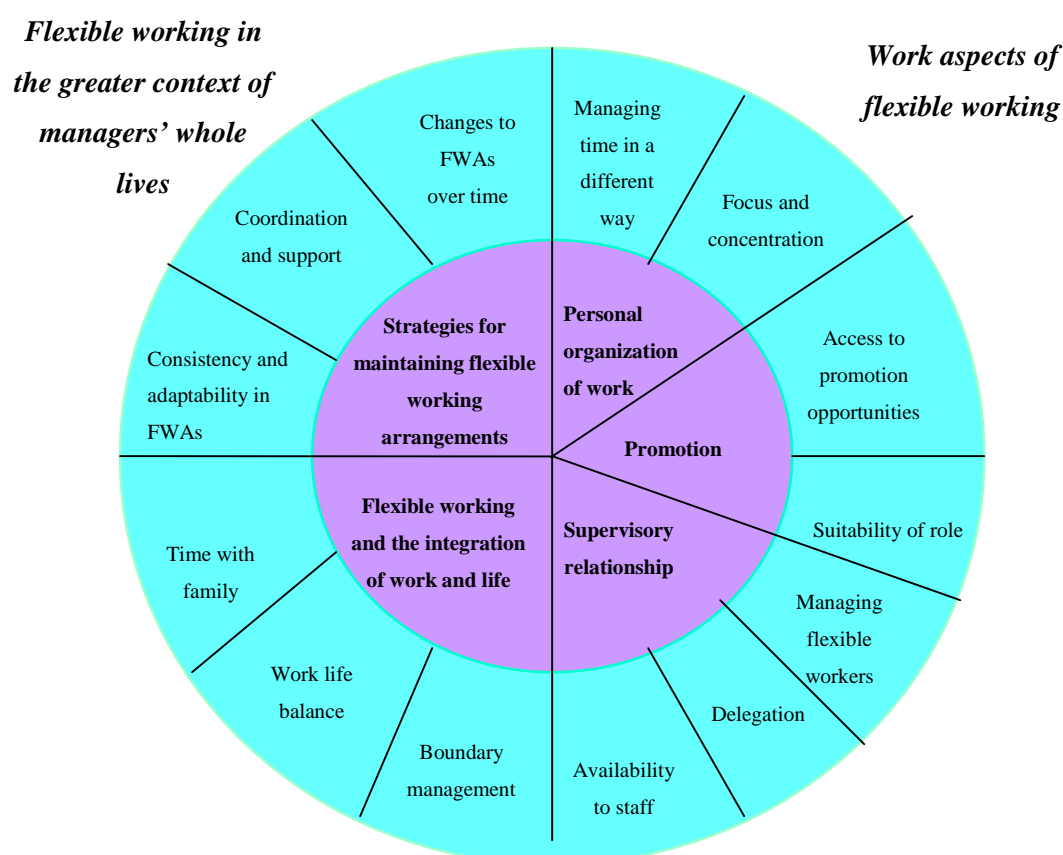 Flexible working in
the greater context of
managers’ whole
lives
Work aspects of
flexible working
Changes to
FWAs
over time
Managing
time in a
different
way
Focus and
concentration
Coordination
and support
Consistency and
adaptability in
FWAs
Access to
promotion
opportunities
Strategies for
maintaining flexible
working
arrangements
Personal
organization
of work
Promotion
Flexible working
and the integration
of work and life
Supervisory
relationship
Suitability of role
Time with
family
Managing
flexible
workers
Work life
balance
Delegation
Boundary
management
Availability
to staff